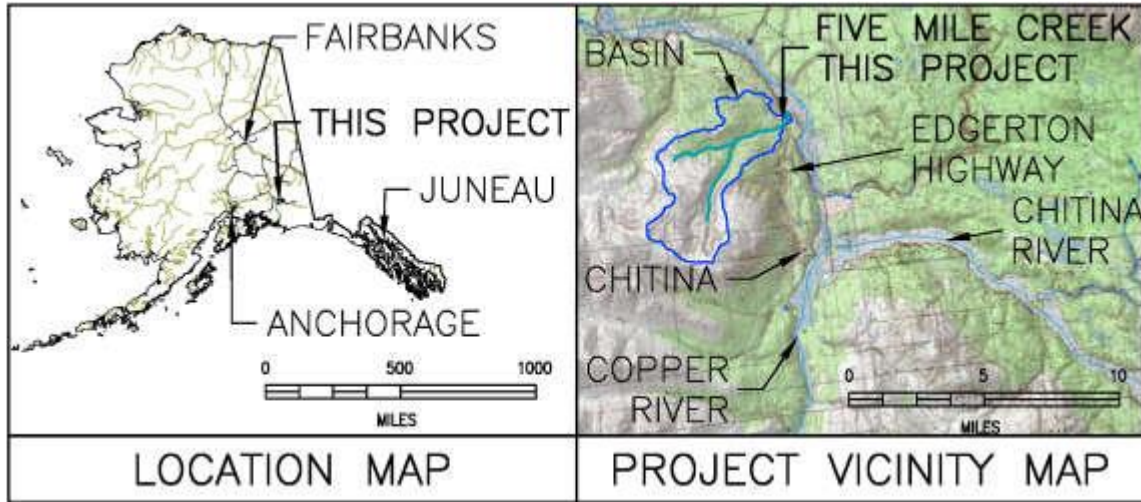 FAIRBANKS
THIS PROJECT
JUNEAU
ANCHORAGE
0 500 1000
MILES
LOCATION MAP
BASIN
FIVE MILE CREEK
THIS PROJECT
EDGERTON
HIGHWAY
CHITINA
RIVER
CHITINA
COPPER
RIVER
0 5 10
MILES
PROJECT VICINITY MAP